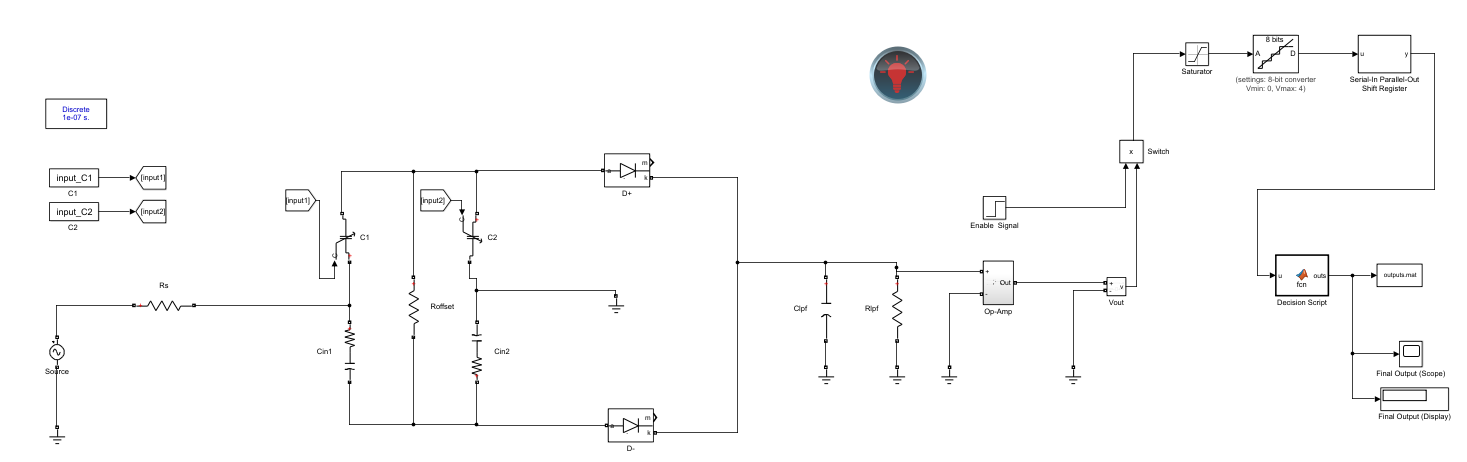 8 bits
A
D
u
y
Saturator
(settings: 8-bit converter
Vmin: 0, Vmax: 4)
Serial-In Parallel-Out
Shift Register
Discrete
1e-07 s.
x
Switch
input_C1
[input1]
C1
input_C2
[input2]
C2
[input1]
[input2]
m
a
k
D+
C
C1
C
C2
Enable Signal
Rs
Roffset
Source
Cin1
Cin2
Clpf
Rlpf
+
-
Out
Op-Amp
+
-
v
Vout
u
fcn
outs
Decision Script
outputs.mat
Final Output (Scope)
Final Output (Display)
m
a
k
D-